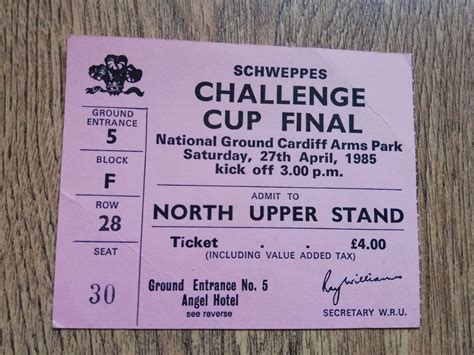 GROUND
ENTRANCE
5
BLOCK
F
ROW
28
SEAT
30
SCHWEPPES
CHALLENGE
CUP FINAL
National Ground Cardiff Arms Park
Saturday, 27th April, 1985
kick off 3.00 p.m.
ADMIT TO
NORTH UPPER STAND
Ticket . . £4.00
(INCLUDING VALUE ADDED TAX)
Ground Entrance No. 5
Angel Hotel
see reverse
Ray Williams
SECRETARY W.R.U.